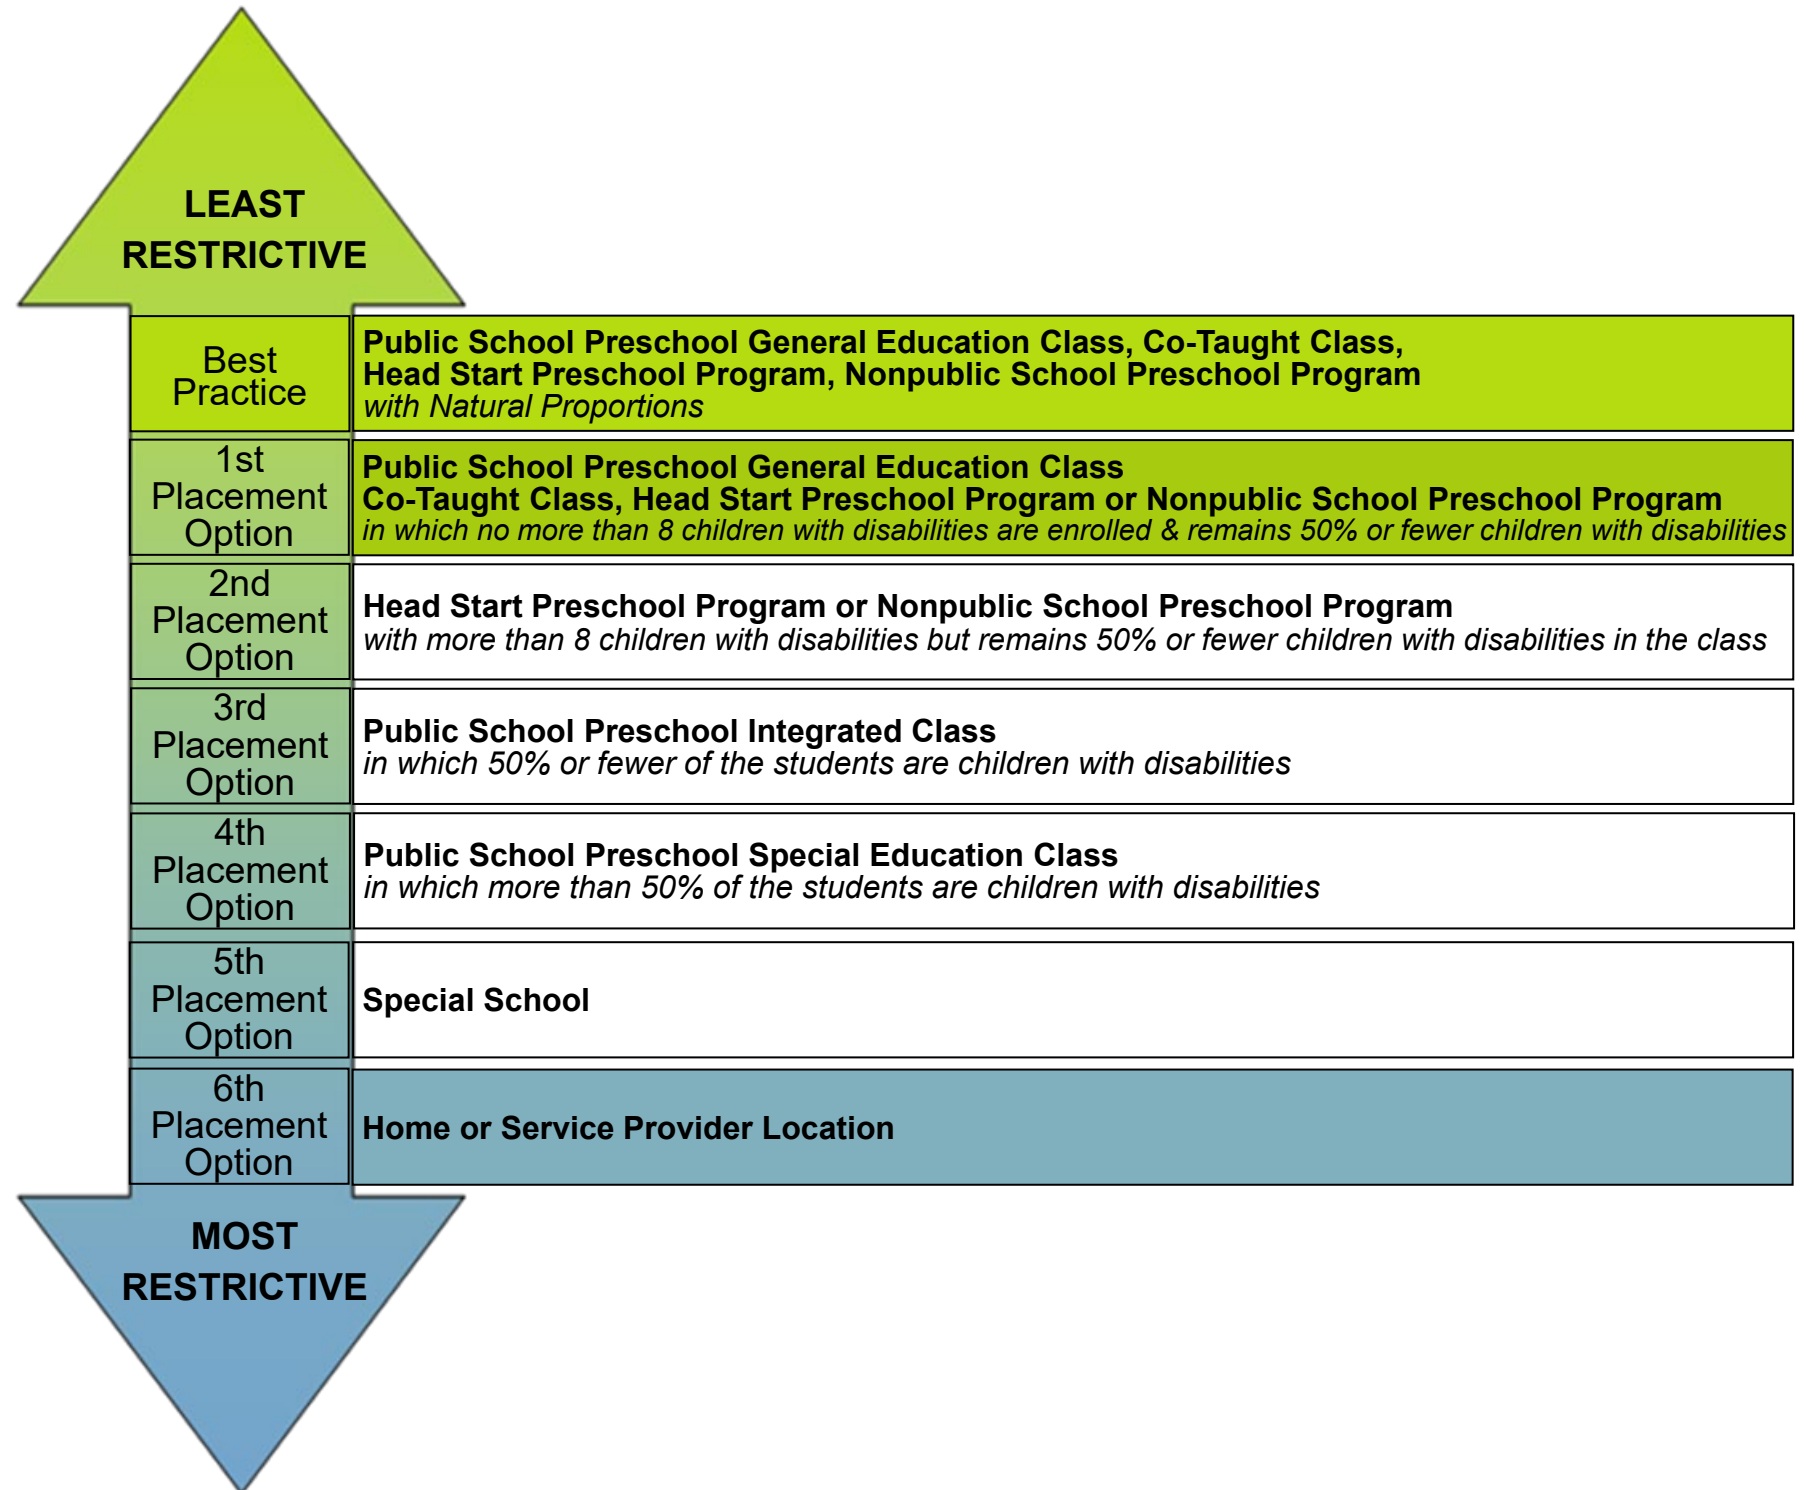 LEAST
RESTRICTIVE
Best
Practice
Public School Preschool General Education Class, Co-Taught Class,
Head Start Preschool Program, Nonpublic School Preschool Program
with Natural Proportions
1st
Placement
Option
Public School Preschool General Education Class
Co-Taught Class, Head Start Preschool Program or Nonpublic School Preschool Program
in which no more than 8 children with disabilities are enrolled & remains 50% or fewer children with disabilities
2nd
Placement
Option
Head Start Preschool Program or Nonpublic School Preschool Program
with more than 8 children with disabilities but remains 50% or fewer children with disabilities in the class
3rd
Placement
Option
Public School Preschool Integrated Class
in which 50% or fewer of the students are children with disabilities
4th
Placement
Option
Public School Preschool Special Education Class
in which more than 50% of the students are children with disabilities
5th
Placement
Option
Special School
6th
Placement
Option
Home or Service Provider Location
MOST
RESTRICTIVE